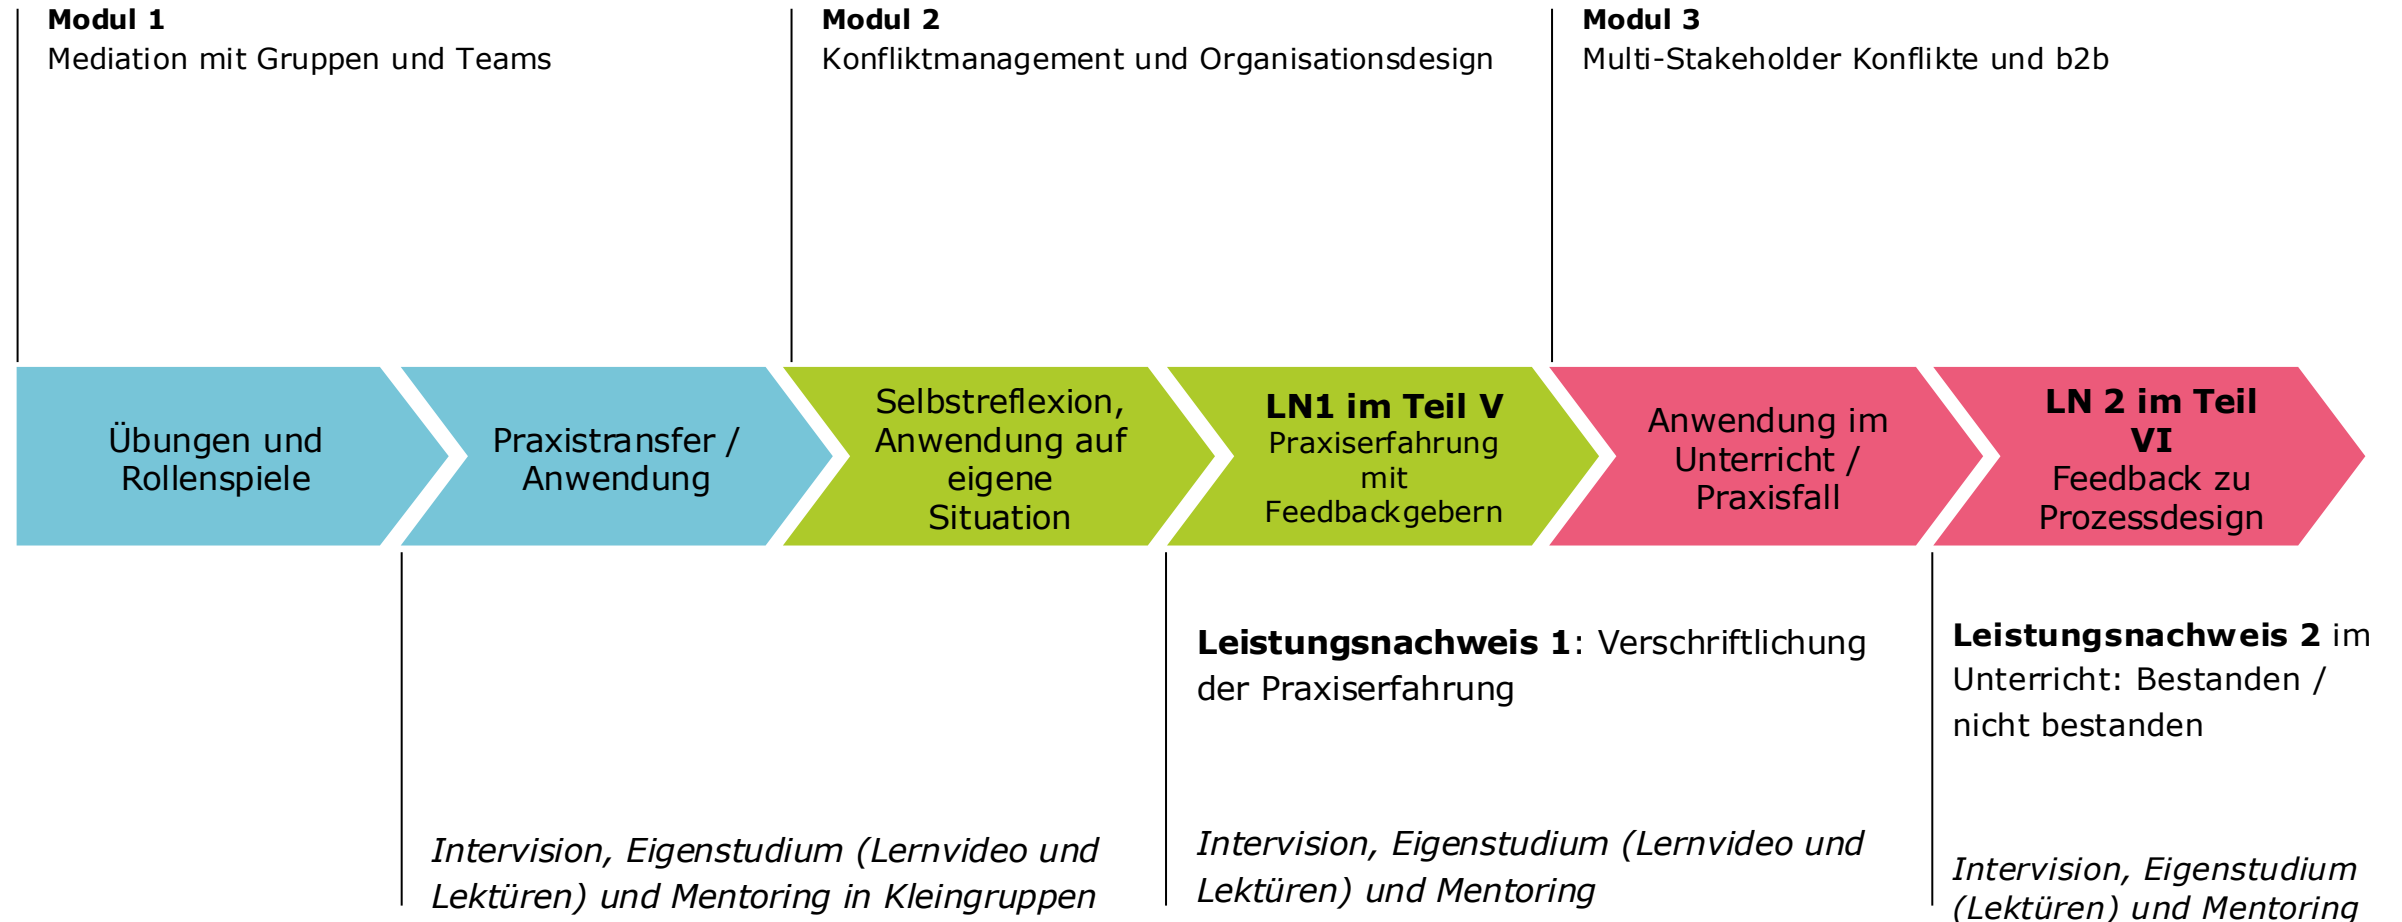 Modul 1
Mediation mit Gruppen und Teams
Modul 2
Konfliktmanagement und Organisationsdesign
Modul 3
Multi-Stakeholder Konflikte und b2b
Übungen und
Rollenspiele
Praxistransfer /
Anwendung
Selbstreflexion,
Anwendung auf
eigene
Situation
LN1 im Teil V
Praxiserfahrung
mit
Feedbackgebern
Anwendung im
Unterricht /
Praxisfall
LN 2 im Teil
VI
Feedback zu
Prozessdesign
Intervision, Eigenstudium (Lernvideo und
Lektüren) und Mentoring in Kleingruppen
Leistungsnachweis 1: Verschriftlichung
der Praxiserfahrung
Intervision, Eigenstudium (Lernvideo und
Lektüren) und Mentoring
Leistungsnachweis 2 im
Unterricht: Bestanden /
nicht bestanden
Intervision, Eigenstudium
(Lektüren) und Mentoring